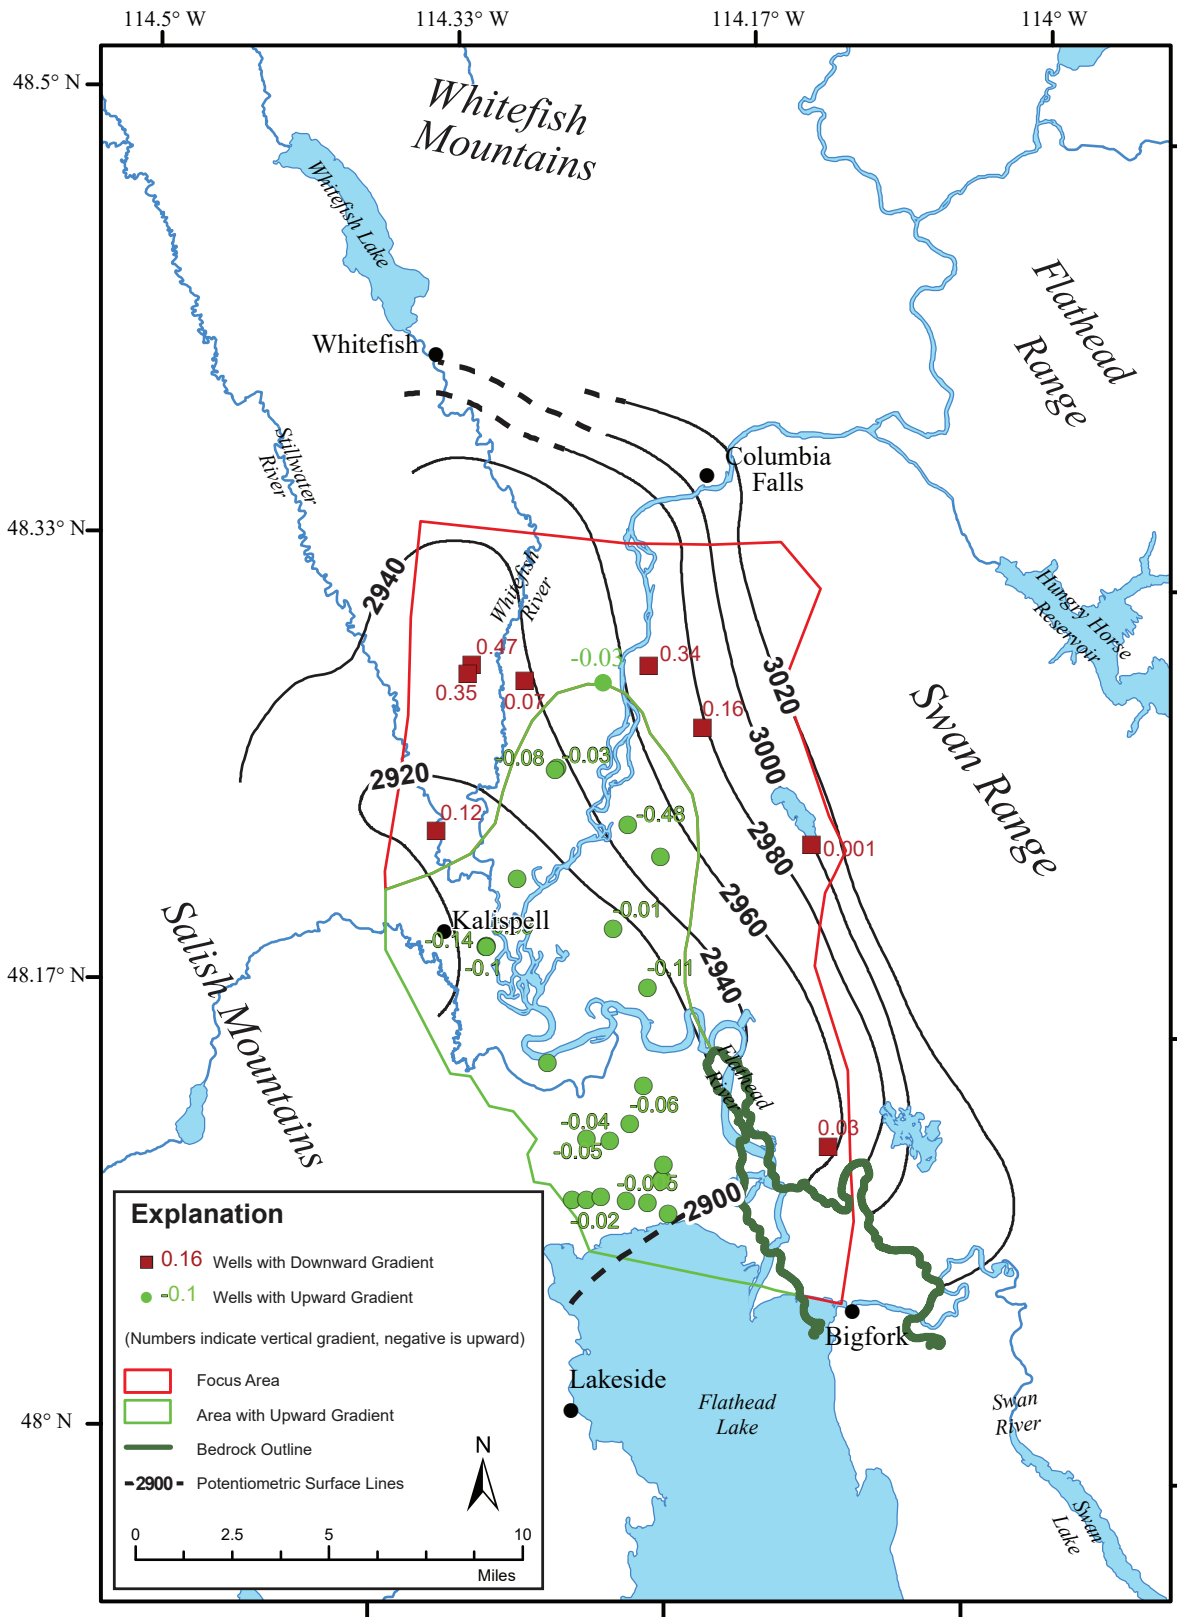 114.5° W
114.33° W
114.17° W
114° W
48.5° N
Whitefish
Mountains
Whitefish Lake
Flathead
Range
Whitefish
Stillwater
River
Columbia
Falls
48.33° N
2940
Whitefish
River
Hungry Horse
Reservoir
0.47
0.35
0.07
-0.03
0.34
0.16
3020
3000
Swan Range
-0.08
-0.03
2920
0.12
-0.48
2980
0.001
2960
-0.01
Kalispell
-0.14
-0.1
-0.11
2940
48.17° N
Salish Mountains
Flathead
River
-0.06
-0.04
-0.05
0.03
-0.02
2900
Explanation
0.16 Wells with Downward Gradient
-0.1 Wells with Upward Gradient
(Numbers indicate vertical gradient, negative is upward)
Focus Area
Area with Upward Gradient
Bedrock Outline
2900 Potentiometric Surface Lines
N
0 2.5 5 10
Miles
Bigfork
Lakeside
Flathead
Lake
48° N
Swan
River
Swan
Lake